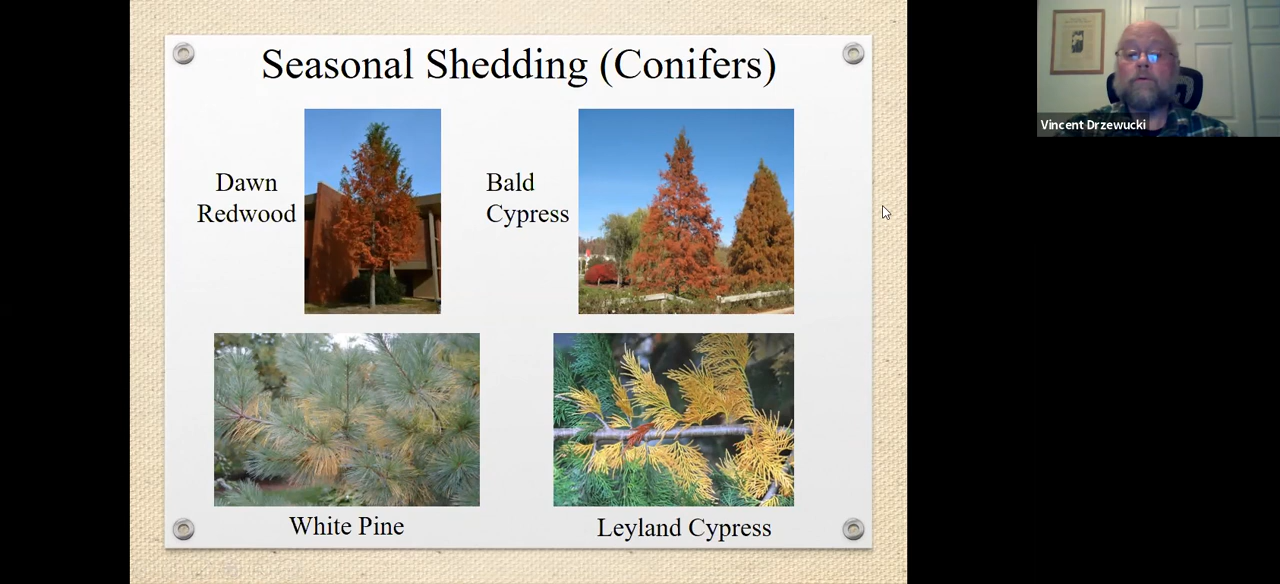 Seasonal Shedding (Conifers)
Dawn
Redwood
Bald
Cypress
White Pine
Leyland Cypress
Vincent Drzewucki